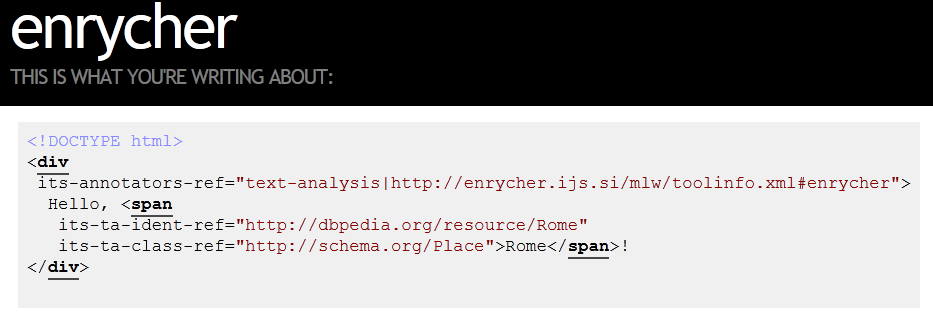 enrycher
THIS IS WHAT YOU'RE WRITING ABOUT:
<!DOCTYPE html>
<div
its-annotators-ref="text-analysis|http://enrycher.ijs.si/mlw/toolinfo.xml#enrycher">
Hello, <span
its-ta-ident-ref="http://dbpedia.org/resource/Rome"
its-ta-class-ref="http://schema.org/Place">Rome</span>!
</div>